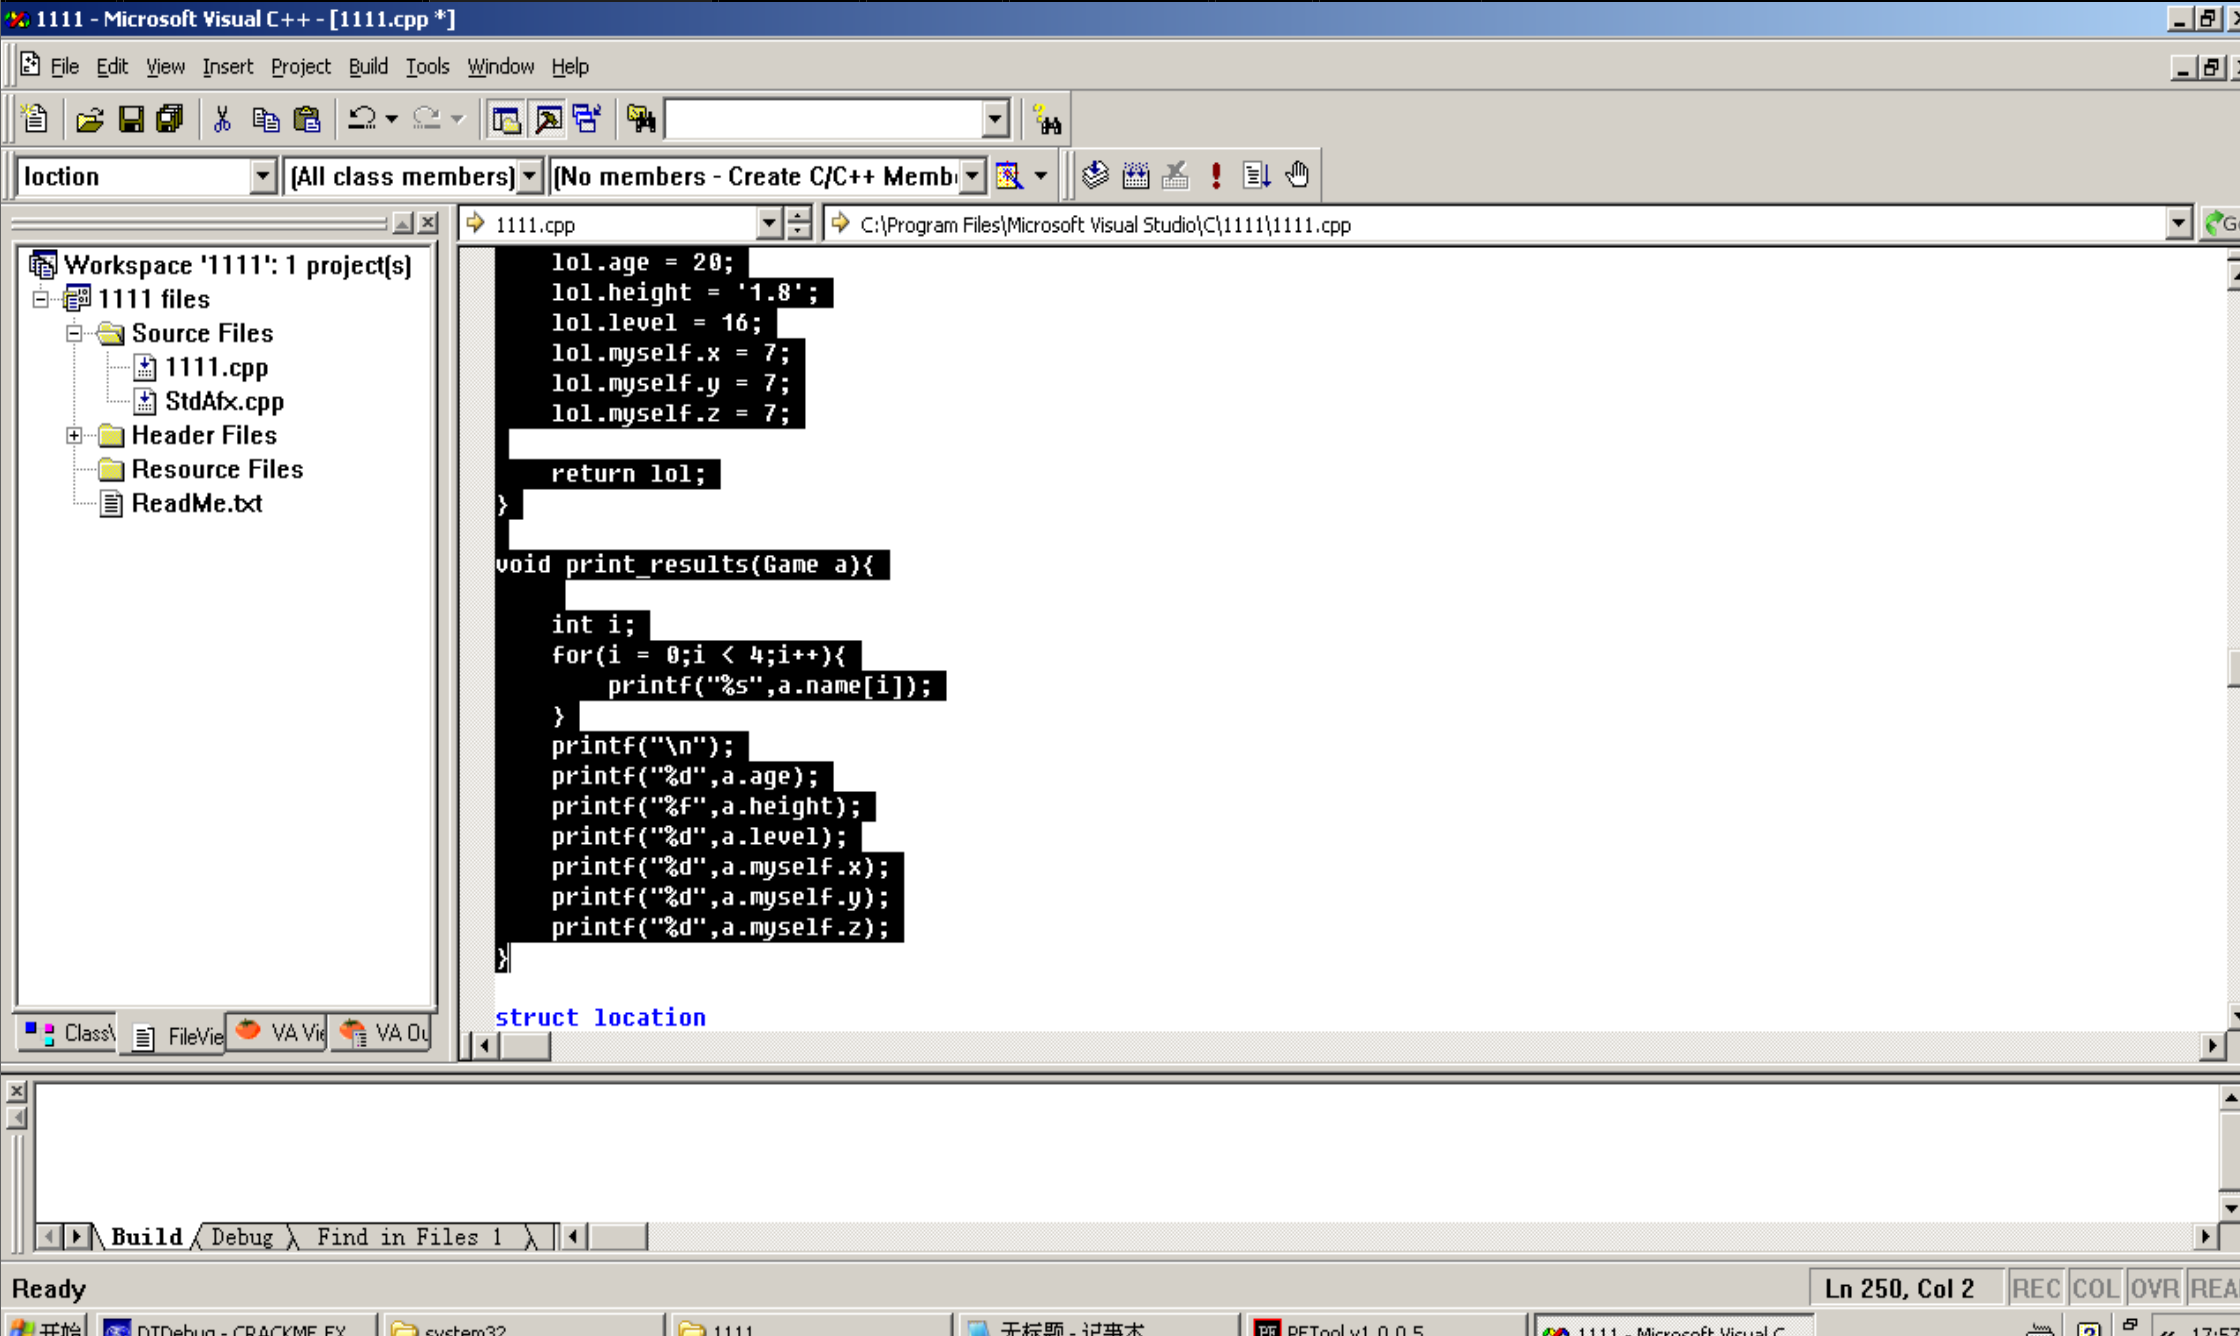 1111 - Microsoft Visual C++ - [1111.cpp *]
File Edit View Insert Project Build Tools Window Help
loction (All class members) (No members - Create C/C++ Memb
1111.cpp C:\Program Files\Microsoft Visual Studio\C\1111\1111.cpp
Workspace '1111': 1 project(s)
1111 files
Source Files
1111.cpp
StdAfx.cpp
Header Files
Resource Files
ReadMe.txt
ClassV FileVie VA Vie VA Ou
lol.age = 20;
lol.height = '1.8';
lol.level = 16;
lol.myself.x = 7;
lol.myself.y = 7;
lol.myself.z = 7;
return lol;
}
void print_results(Game a){
int i;
for(i = 0;i < 4;i++){
printf("%s",a.name[i]);
}
printf("\n");
printf("%d",a.age);
printf("%f",a.height);
printf("%d",a.level);
printf("%d",a.myself.x);
printf("%d",a.myself.y);
printf("%d",a.myself.z);
}
struct location
Build Debug Find in Files 1
Ready Ln 250, Col 2 REC COL OVR REA
开始 DTDebug - CRACKME.EX system32 1111 无标题 - 记事本 PETool v1.0.0.5 1111 - Microsoft Visual C 17:57